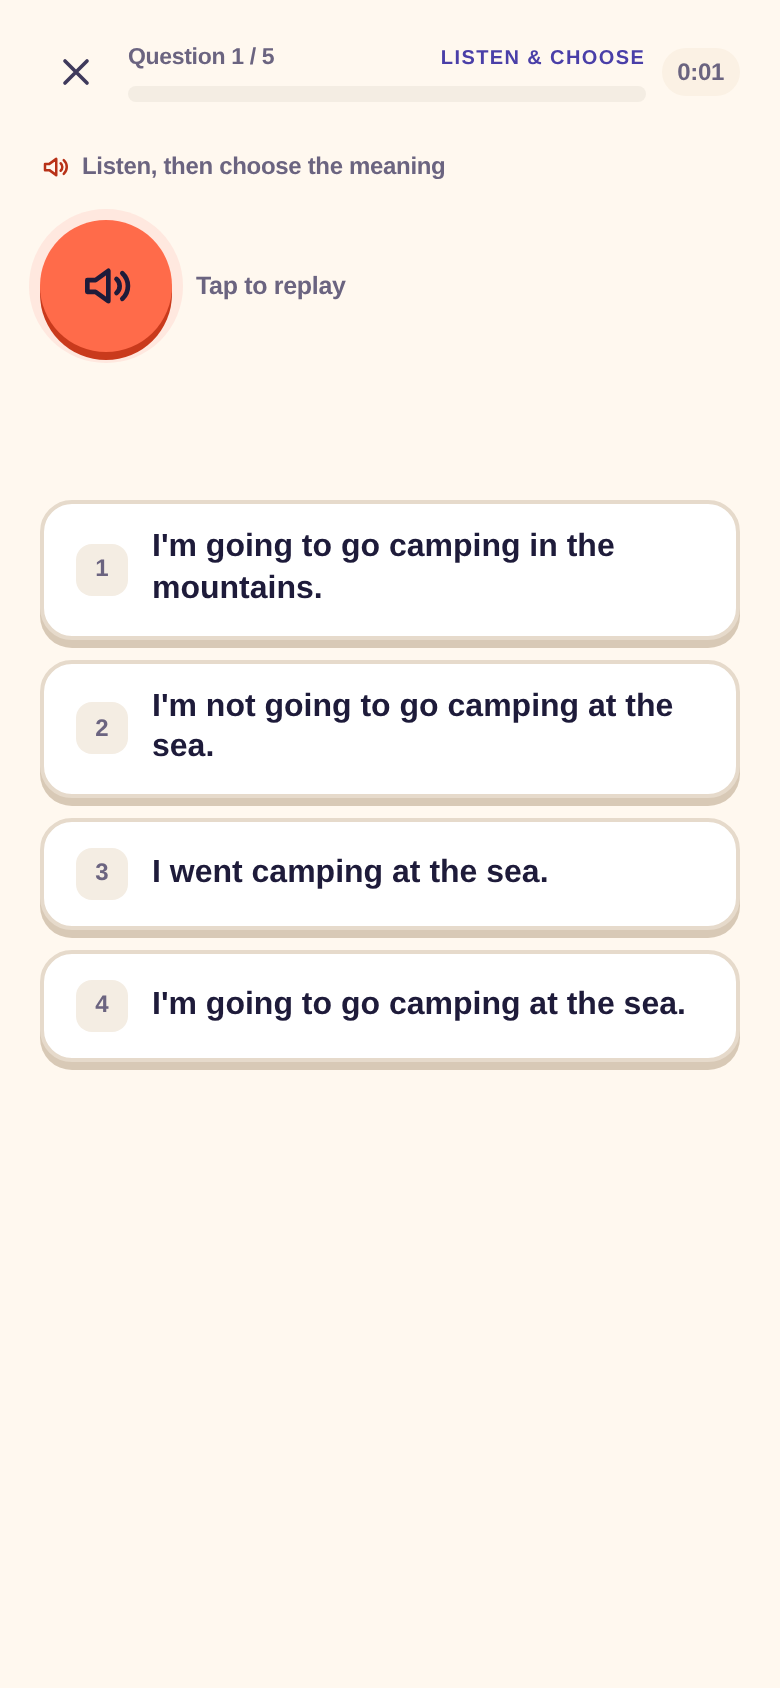 Question 1 / 5
LISTEN & CHOOSE
0:01
Listen, then choose the meaning
Tap to replay
1
I'm going to go camping in the
mountains.
2
I'm not going to go camping at the
sea.
3
I went camping at the sea.
4
I'm going to go camping at the sea.